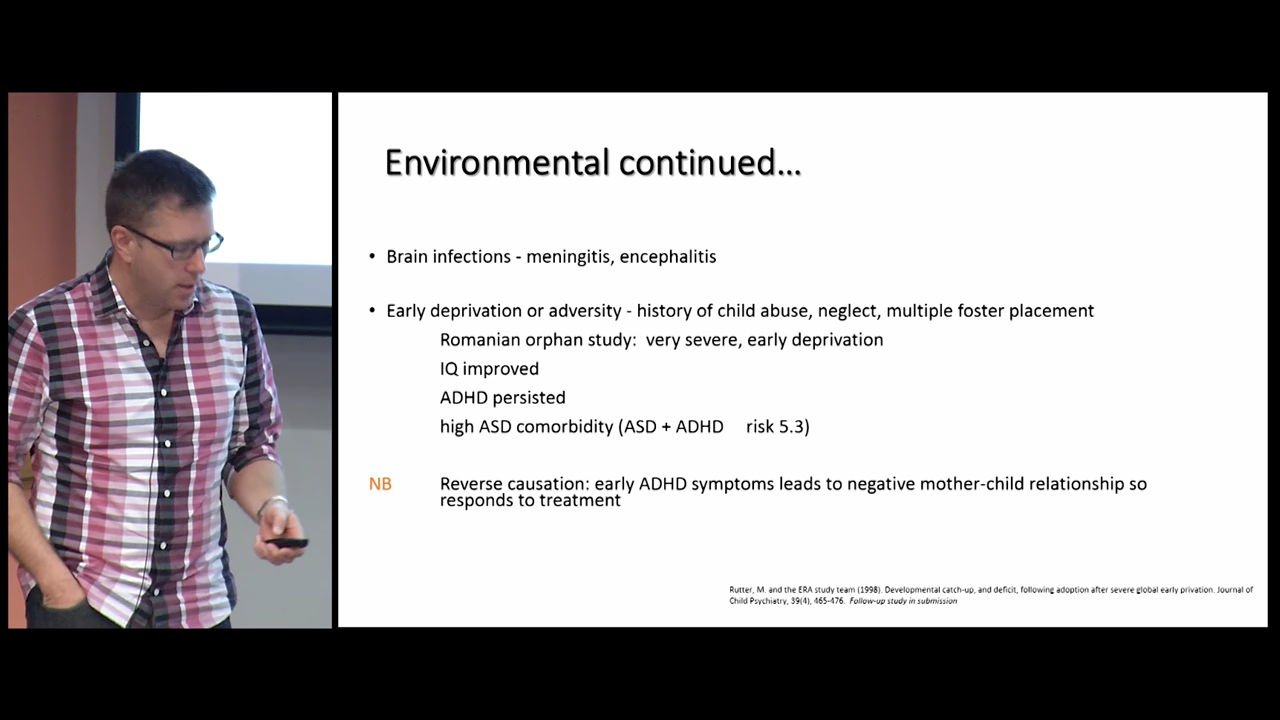 Environmental continued...
• Brain infections - meningitis, encephalitis
• Early deprivation or adversity - history of child abuse, neglect, multiple foster placement
Romanian orphan study: very severe, early deprivation
IQ improved
ADHD persisted
high ASD comorbidity (ASD + ADHD risk 5.3)
NB Reverse causation: early ADHD symptoms leads to negative mother-child relationship so
responds to treatment
Rutter, M. and the ERA study team (1998). Developmental catch-up, and deficit, following adoption after severe global early privation. Journal of
Child Psychiatry, 39(4), 465-476. Follow-up study in submission